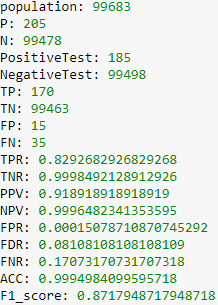 population: 99683
P: 205
N: 99478
PositiveTest: 185
NegativeTest: 99498
TP: 170
TN: 99463
FP: 15
FN: 35
TPR: 0.8292682926829268
TNR: 0.9998492128912926
PPV: 0.918918918918919
NPV: 0.9996482341353595
FPR: 0.00015078710870745292
FDR: 0.08108108108108109
FNR: 0.17073170731707318
ACC: 0.9994984099595718
F1_score: 0.8717948717948718